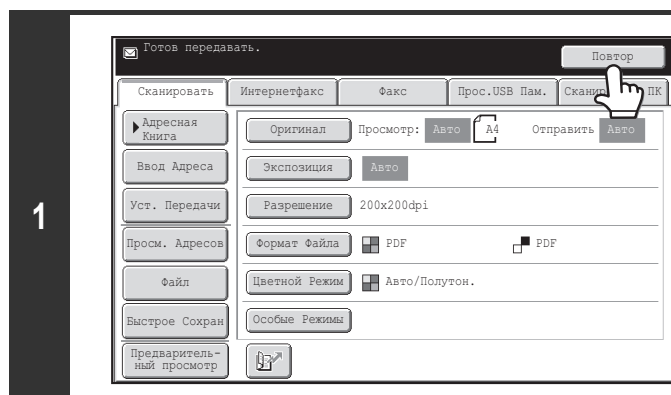 1
Готов передавать.
Повтор
Сканировать
Интернетфакс
Факс
Прос.USB Пам.
ПК
Адресная
Книга
Оригинал
Просмотр: Авто A4 Отправить Авто
Ввод Адреса
Экспозиция
Авто
Уст. Передачи
Разрешение
200x200dpi
Просм. Адресов
Формат Файла
PDF
PDF
Файл
Цветной Режим
Авто/Полутон.
Быстрое Сохран
Особые Режимы
Предваритель-
ный просмотр